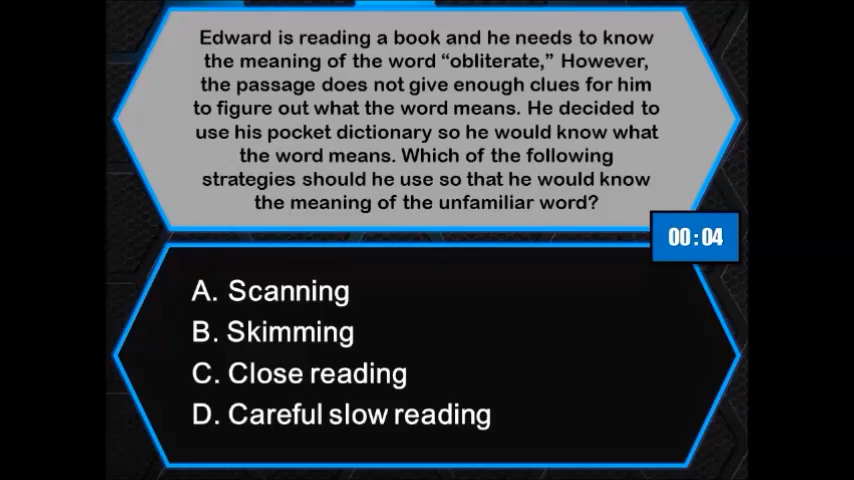 Edward is reading a book and he needs to know
the meaning of the word “obliterate,” However,
the passage does not give enough clues for him
to figure out what the word means. He decided to
use his pocket dictionary so he would know what
the word means. Which of the following
strategies should he use so that he would know
the meaning of the unfamiliar word?
00:04
A. Scanning
B. Skimming
C. Close reading
D. Careful slow reading